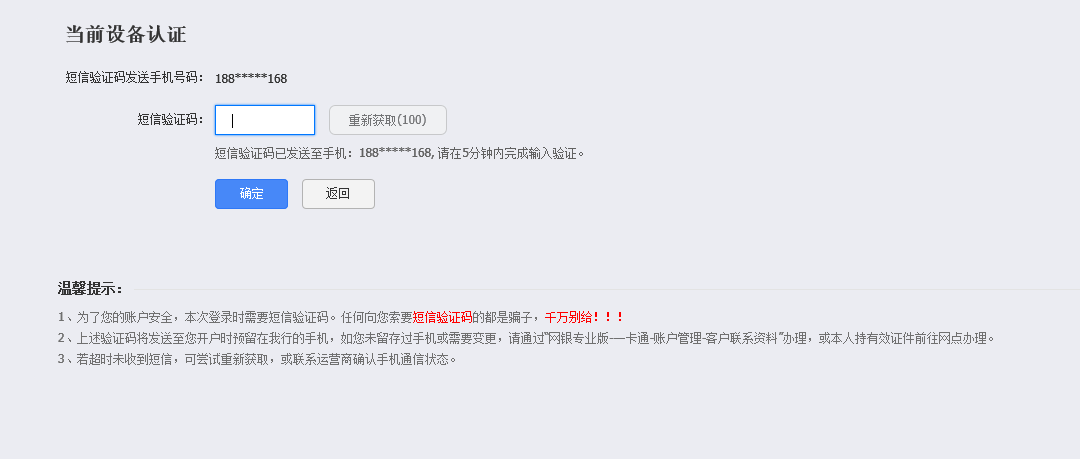 当前设备认证
短信验证码发送手机号码： 188*****168
短信验证码： 重新获取(100)
短信验证码已发送至手机：188*****168, 请在5分钟内完成输入验证。
确定 返回
温馨提示：
1、为了您的账户安全，本次登录时需要短信验证码。任何向您索要短信验证码的都是骗子，千万别给！！！
2、上述验证码将发送至您开户时预留在我行的手机，如您未留存过手机或需要变更，请通过“网银专业版-一卡通-账户管理-客户联系资料”办理，或本人持有效证件前往网点办理。
3、若超时未收到短信，可尝试重新获取，或联系运营商确认手机通信状态。